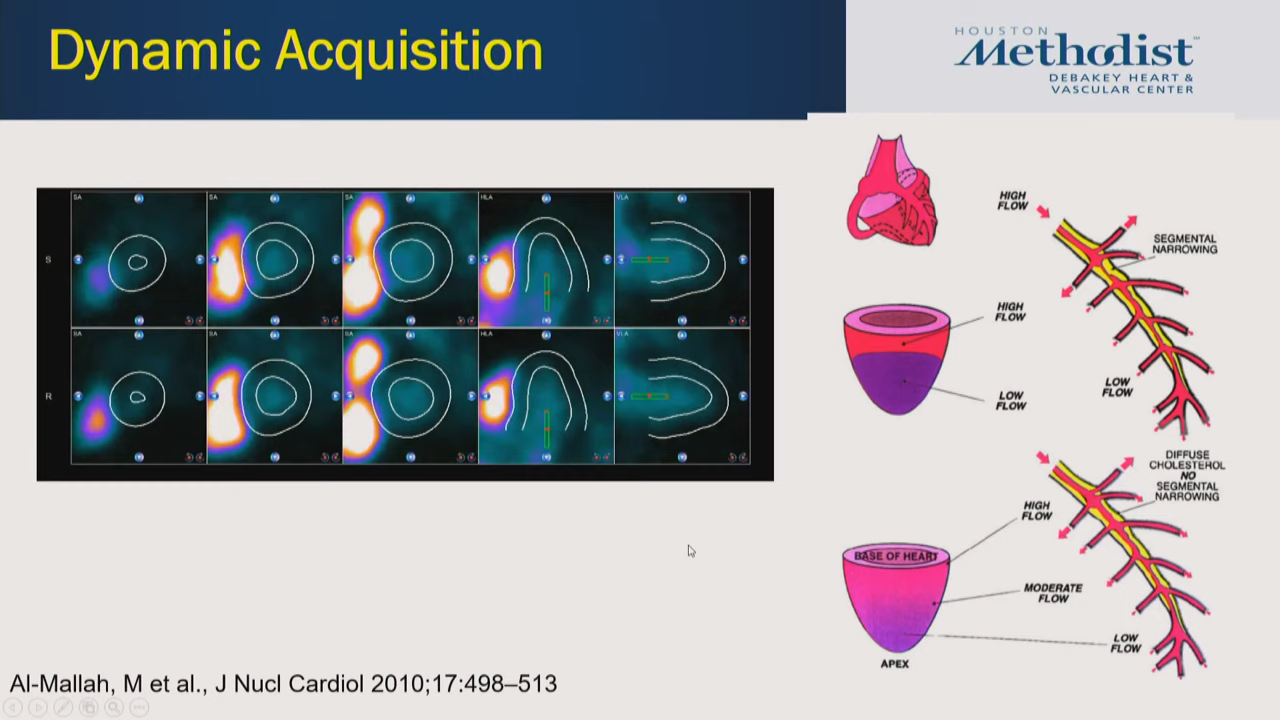 Dynamic Acquisition
HOUSTON
Methodist
DEBAKEY HEART &
VASCULAR CENTER
SA
SA
SA
HLA
VLA
S
SA
SA
SA
HLA
VLA
R
HIGH
FLOW
SEGMENTAL
NARROWING
HIGH
FLOW
LOW
FLOW
LOW
FLOW
DIFFUSE
CHOLESTEROL
NO
SEGMENTAL
NARROWING
HIGH
FLOW
BASE OF HEART
MODERATE
FLOW
LOW
FLOW
APEX
Al-Mallah, M et al., J Nucl Cardiol 2010;17:498–513